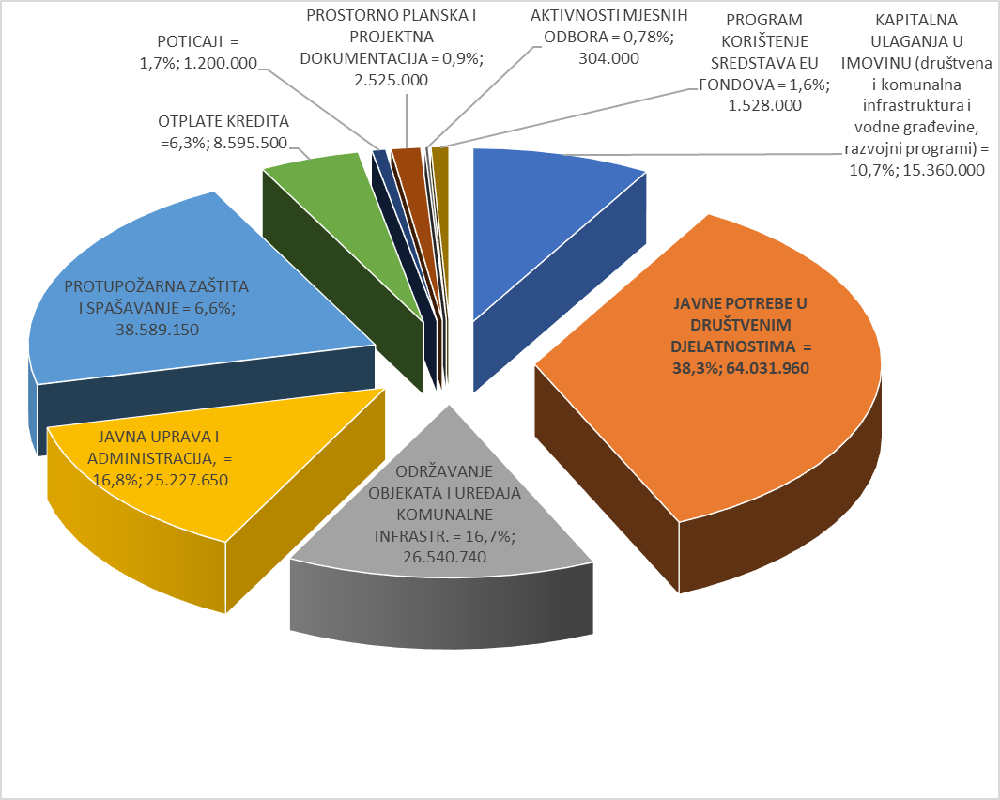 POTICAJI =
1,7%; 1.200.000
PROSTORNO PLANSKA I
PROJEKTNA
DOKUMENTACIJA = 0,9%;
2.525.000
AKTIVNOSTI MJESNIH
ODBORA = 0,78%;
304.000
PROGRAM
KORIŠTENJE
SREDSTAVA EU
FONDOVA = 1,6%;
1.528.000
KAPITALNA
ULAGANJA U
IMOVINU (društvena
i komunalna
infrastruktura i
vodne građevine,
razvojni programi) =
10,7%; 15.360.000
OTPLATE KREDITA
=6,3%; 8.595.500
PROTUPOŽARNA ZAŠTITA
I SPAŠAVANJE = 6,6%;
38.589.150
JAVNE POTREBE U
DRUŠTVENIM
DJELATNOSTIMA =
38,3%; 64.031.960
JAVNA UPRAVA I
ADMINISTRACIJA, =
16,8%; 25.227.650
ODRŽAVANJE
OBJEKATA I UREĐAJA
KOMUNALNE
INFRASTR. = 16,7%;
26.540.740